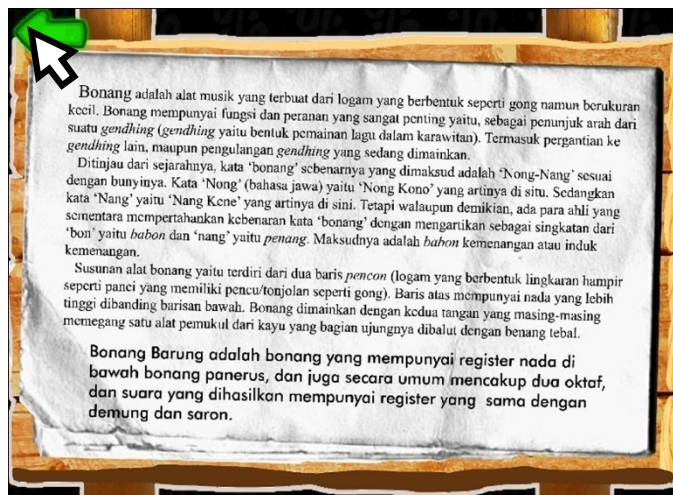 Bonang adalah alat musik yang terbuat dari logam yang berbentuk seperti gong namun berukuran
kecil. Bonang mempunyai fungsi dan peranan yang sangat penting yaitu, sebagai penunjuk arah dari
suatu gendhing (gendhing yaitu bentuk pemainan lagu dalam karawitan). Termasuk pergantian ke
gendhing lain, maupun pengulangan gendhing yang sedang dimainkan.
Ditinjau dari sejarahnya, kata 'bonang' sebenarnya yang dimaksud adalah 'Nong-Nang' sesuai
dengan bunyinya. Kata 'Nong' (bahasa jawa) yaitu 'Nong Kono' yang artinya di situ. Sedangkan
kata 'Nang' yaitu 'Nang Kene' yang artinya di sini. Tetapi walaupun demikian, ada para ahli yang
sementara mempertahankan kebenaran kata 'bonang' dengan mengartikan sebagai singkatan dari
'bon' yaitu babon dan 'nang' yaitu penang. Maksudnya adalah babon kemenangan atau induk
kemenangan.
Susunan alat bonang yaitu terdiri dari dua baris pencon (logam yang berbentuk lingkaran hampir
seperti panci yang memiliki pencu/tonjolan seperti gong). Baris atas mempunyai nada yang lebih
tinggi dibanding barisan bawah. Bonang dimainkan dengan kedua tangan yang masing-masing
memegang satu alat pemukul dari kayu yang bagian ujungnya dibalut dengan benang tebal.
Bonang Barung adalah bonang yang mempunyai register nada di
bawah bonang panerus, dan juga secara umum mencakup dua oktaf,
dan suara yang dihasilkan mempunyai register yang sama dengan
demung dan saron.